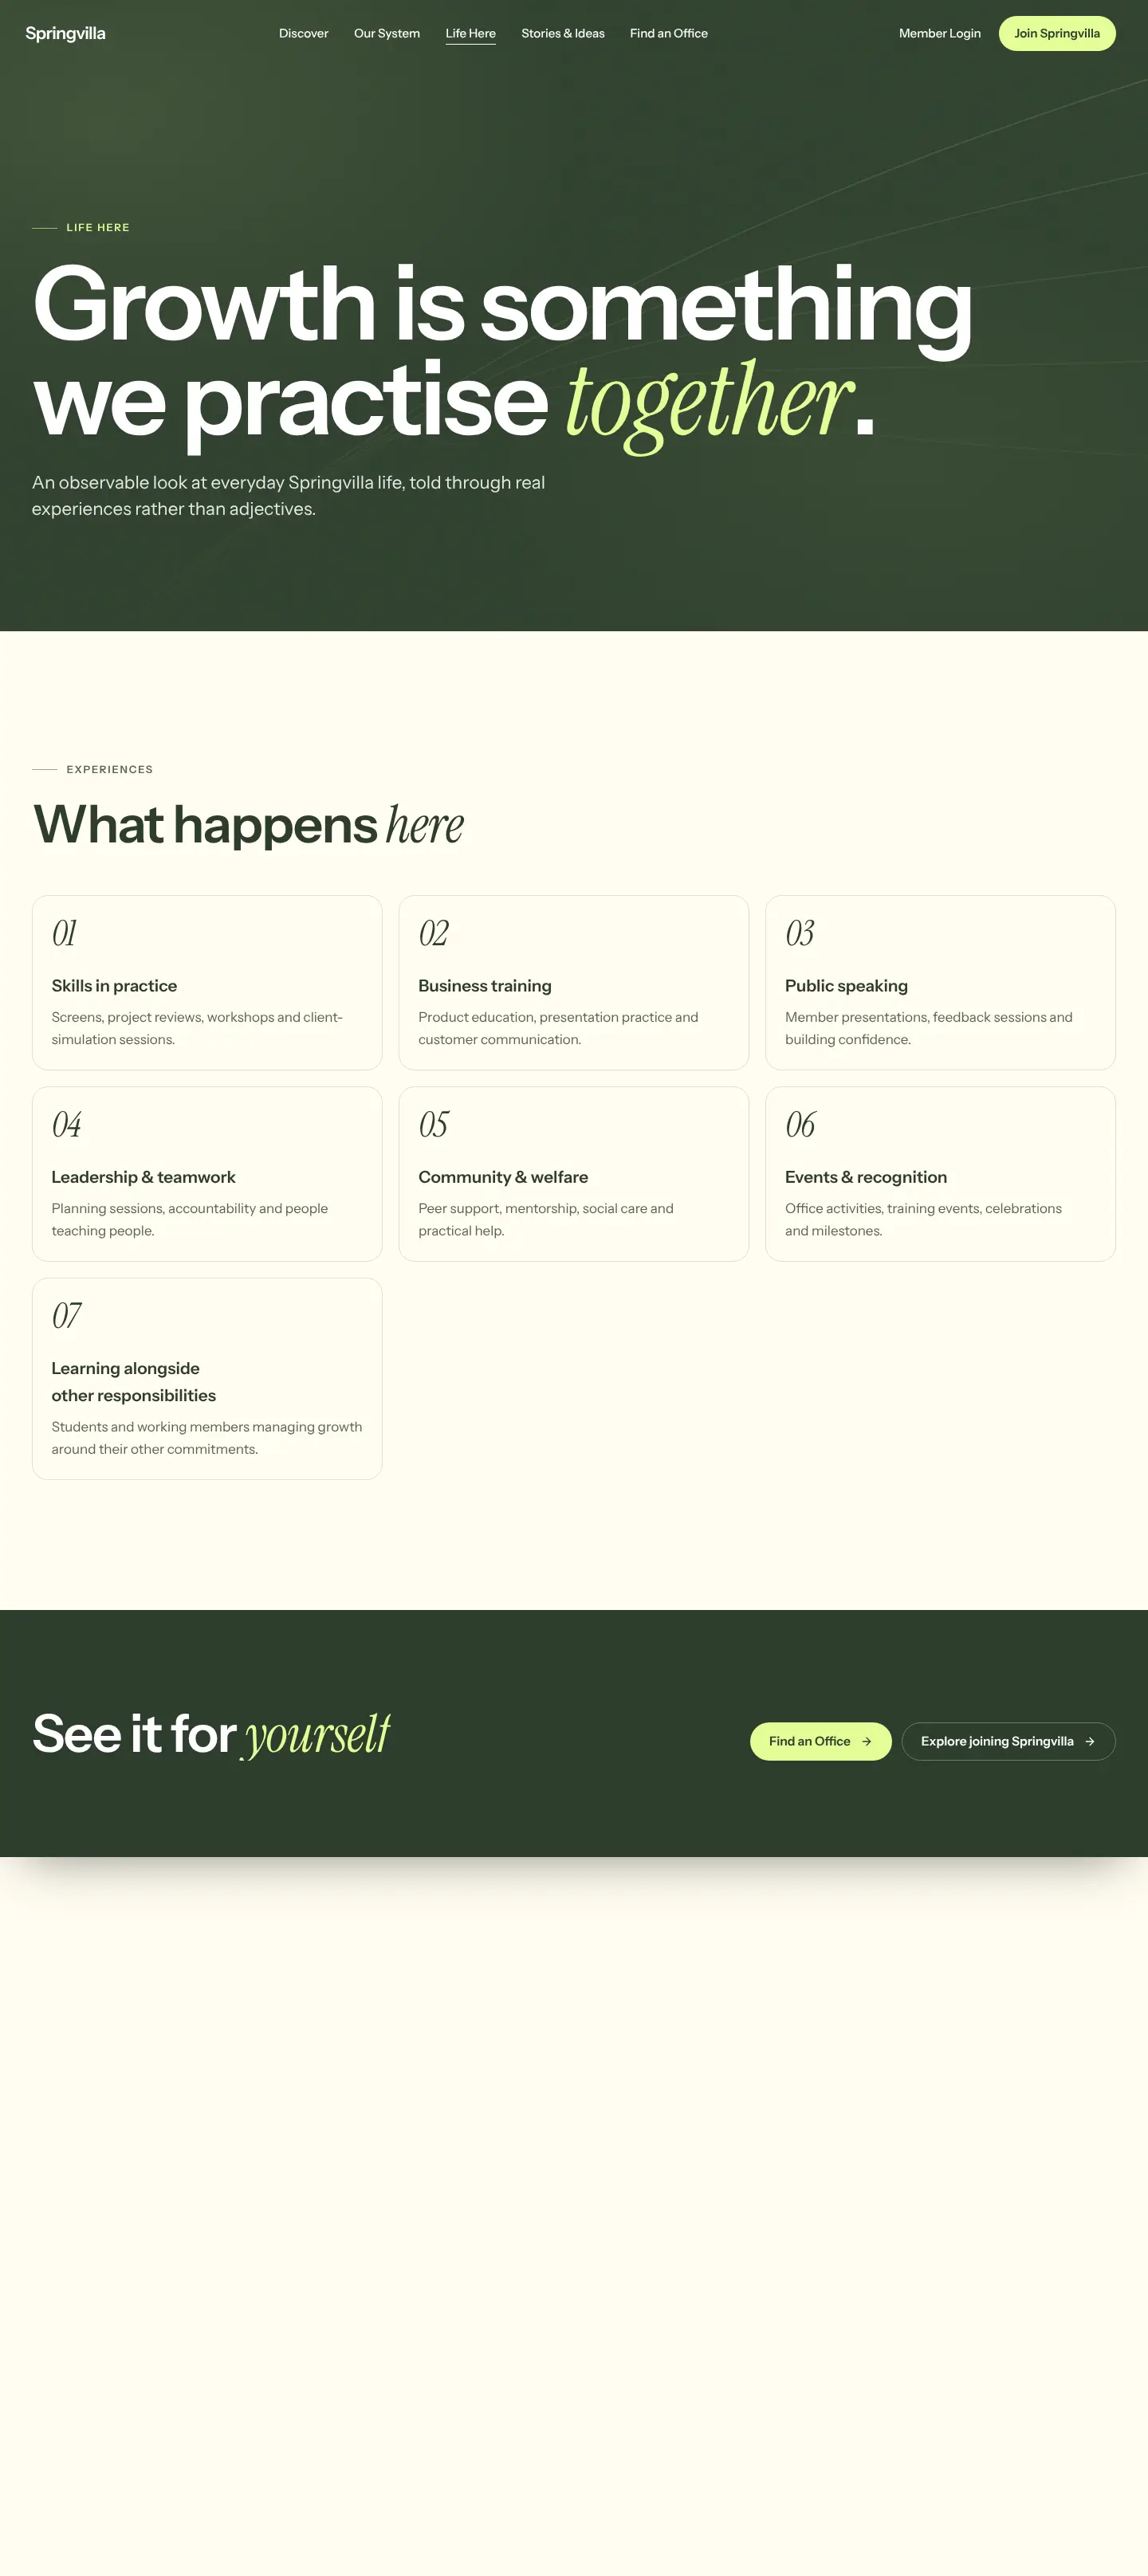 Springvilla
Discover
Our System
Life Here
Stories & Ideas
Find an Office
Member Login
Join Springvilla
LIFE HERE
Growth is something
we practise together.
An observable look at everyday Springvilla life, told through real
experiences rather than adjectives.
EXPERIENCES
What happens here
01
Skills in practice
Screens, project reviews, workshops and client-
simulation sessions.
02
Business training
Product education, presentation practice and
customer communication.
03
Public speaking
Member presentations, feedback sessions and
building confidence.
04
Leadership & teamwork
Planning sessions, accountability and people
teaching people.
05
Community & welfare
Peer support, mentorship, social care and
practical help.
06
Events & recognition
Office activities, training events, celebrations
and milestones.
07
Learning alongside
other responsibilities
Students and working members managing growth
around their other commitments.
See it for yourself
Find an Office
Explore joining Springvilla